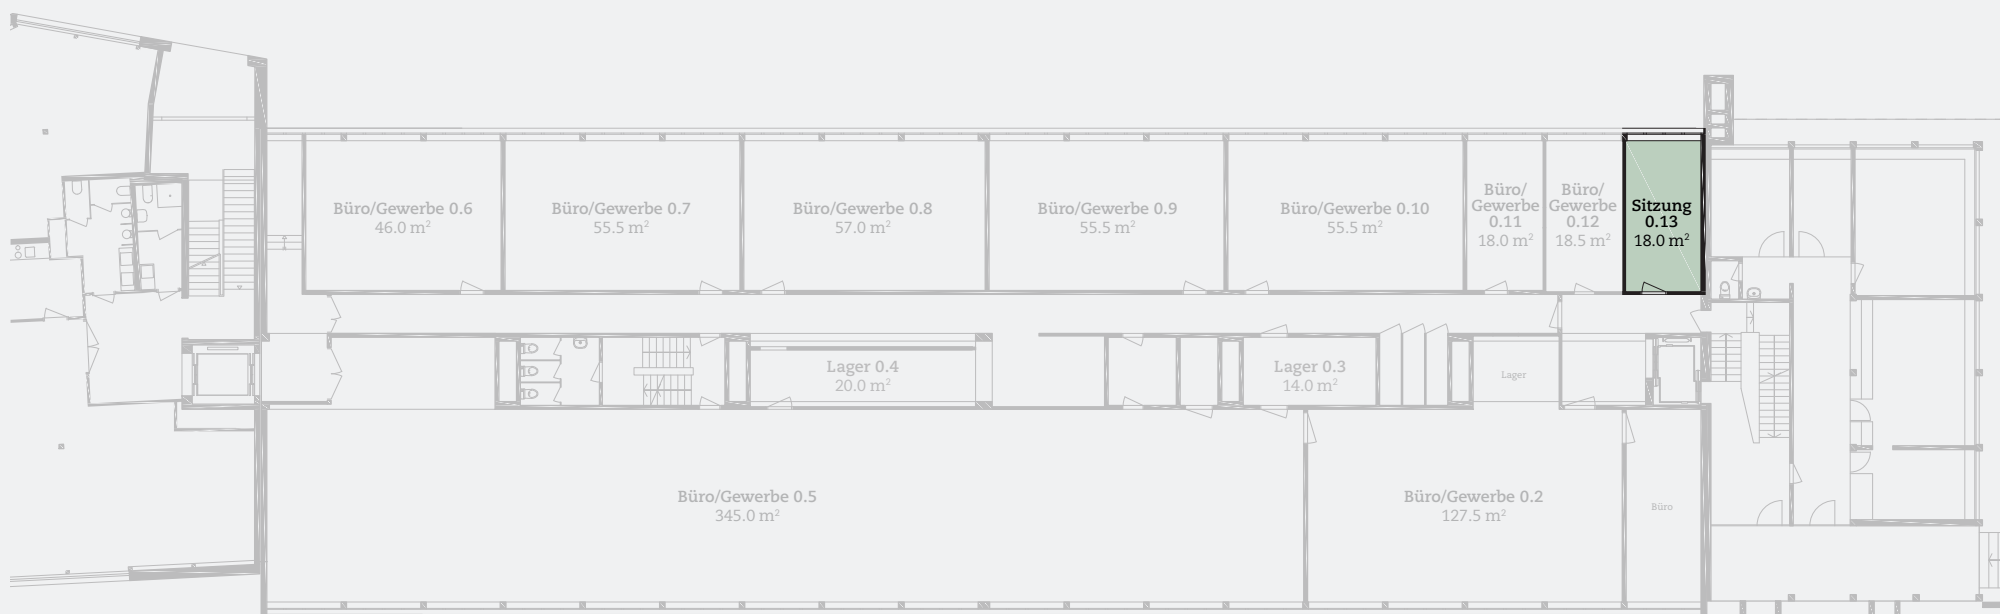 Büro/Gewerbe 0.6
46.0 m²
Büro/Gewerbe 0.7
55.5 m²
Büro/Gewerbe 0.8
57.0 m²
Büro/Gewerbe 0.9
55.5 m²
Büro/Gewerbe 0.10
55.5 m²
Büro/
Gewerbe
0.11
18.0 m²
Büro/
Gewerbe
0.12
18.5 m²
Sitzung
0.13
18.0 m²
Lager 0.4
20.0 m²
Lager 0.3
14.0 m²
Lager
Büro/Gewerbe 0.5
345.0 m²
Büro/Gewerbe 0.2
127.5 m²
Büro